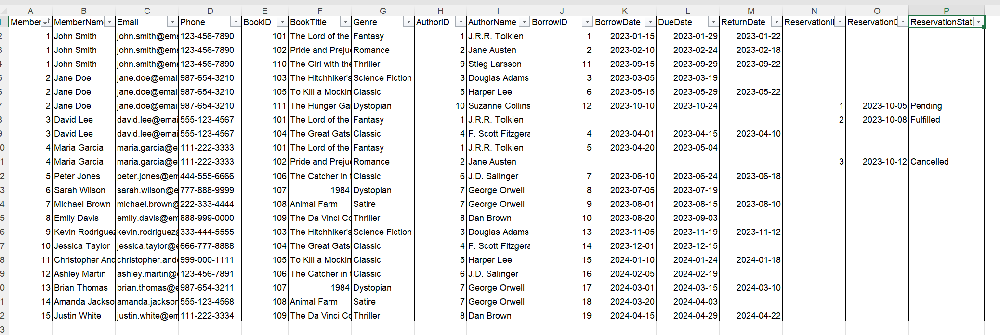 A B C D E F G H I J K L M N O P
1 Member MemberNam Email Phone BookID BookTitle Genre AuthorID AuthorName BorrowID BorrowDate DueDate ReturnDate ReservationI ReservationD ReservationStat
2 1 John Smith john.smith@ema 123-456-7890 101 The Lord of the Fantasy 1 J.R.R. Tolkien 1 2023-01-15 2023-01-29 2023-01-22
3 1 John Smith john.smith@ema 123-456-7890 102 Pride and Preju Romance 2 Jane Austen 2 2023-02-10 2023-02-24 2023-02-18
4 1 John Smith john.smith@ema 123-456-7890 110 The Girl with the Thriller 9 Stieg Larsson 11 2023-09-15 2023-09-29 2023-09-22
5 2 Jane Doe jane.doe@email 987-654-3210 103 The Hitchhiker's Science Fiction 3 Douglas Adams 3 2023-03-05 2023-03-19
6 2 Jane Doe jane.doe@email 987-654-3210 105 To Kill a Mockin Classic 5 Harper Lee 6 2023-05-15 2023-05-29 2023-05-22
7 2 Jane Doe jane.doe@email 987-654-3210 111 The Hunger Ga Dystopian 10 Suzanne Collins 12 2023-10-10 2023-10-24 1 2023-10-05 Pending
8 3 David Lee david.lee@emai 555-123-4567 101 The Lord of the Fantasy 1 J.R.R. Tolkien 2 2023-10-08 Fulfilled
9 3 David Lee david.lee@emai 555-123-4567 104 The Great Gats Classic 4 F. Scott Fitzgera 4 2023-04-01 2023-04-15 2023-04-10
0 4 Maria Garcia maria.garcia@e 111-222-3333 101 The Lord of the Fantasy 1 J.R.R. Tolkien 5 2023-04-20 2023-05-04
1 4 Maria Garcia maria.garcia@e 111-222-3333 102 Pride and Preju Romance 2 Jane Austen 3 2023-10-12 Cancelled
2 5 Peter Jones peter.jones@em 444-555-6666 106 The Catcher in t Classic 6 J.D. Salinger 7 2023-06-10 2023-06-24 2023-06-18
3 6 Sarah Wilson sarah.wilson@e 777-888-9999 107 1984 Dystopian 7 George Orwell 8 2023-07-05 2023-07-19
4 7 Michael Brown michael.brown@ 222-333-4444 108 Animal Farm Satire 7 George Orwell 9 2023-08-01 2023-08-15 2023-08-10
5 8 Emily Davis emily.davis@em 888-999-0000 109 The Da Vinci Co Thriller 8 Dan Brown 10 2023-08-20 2023-09-03
6 9 Kevin Rodriguez kevin.rodriguez@ 333-444-5555 103 The Hitchhiker's Science Fiction 3 Douglas Adams 13 2023-11-05 2023-11-19 2023-11-12
7 10 Jessica Taylor jessica.taylor@e 666-777-8888 104 The Great Gats Classic 4 F. Scott Fitzgera 14 2023-12-01 2023-12-15
8 11 Christopher And christopher.ande 999-000-1111 105 To Kill a Mockin Classic 5 Harper Lee 15 2024-01-10 2024-01-24 2024-01-18
9 12 Ashley Martin ashley.martin@ 123-456-7891 106 The Catcher in t Classic 6 J.D. Salinger 16 2024-02-05 2024-02-19
0 13 Brian Thomas brian.thomas@e 987-654-3211 107 1984 Dystopian 7 George Orwell 17 2024-03-01 2024-03-15 2024-03-10
1 14 Amanda Jackso amanda.jackson 555-123-4568 108 Animal Farm Satire 7 George Orwell 18 2024-03-20 2024-04-03
2 15 Justin White justin.white@em 111-222-3334 109 The Da Vinci Co Thriller 8 Dan Brown 19 2024-04-15 2024-04-29 2024-04-22
3